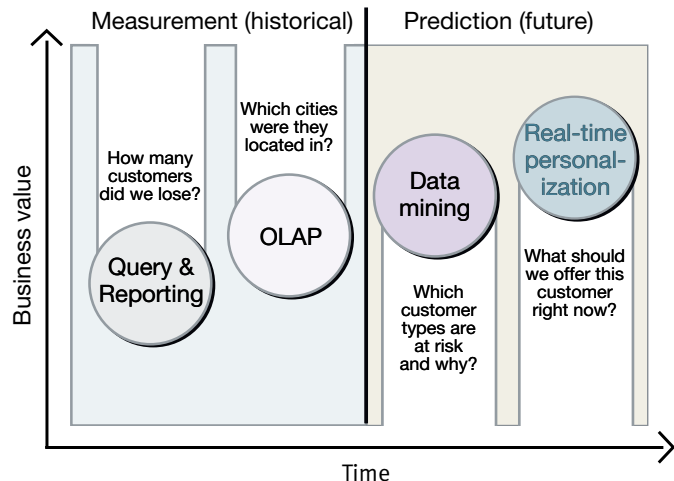 Measurement (historical)
Prediction (future)
Business value
How many
customers
did we lose?
Query &
Reporting
Which cities
were they
located in?
OLAP
Data
mining
Which
customer
types are
at risk
and why?
Real-time
personal-
ization
What should
we offer this
customer
right now?
Time